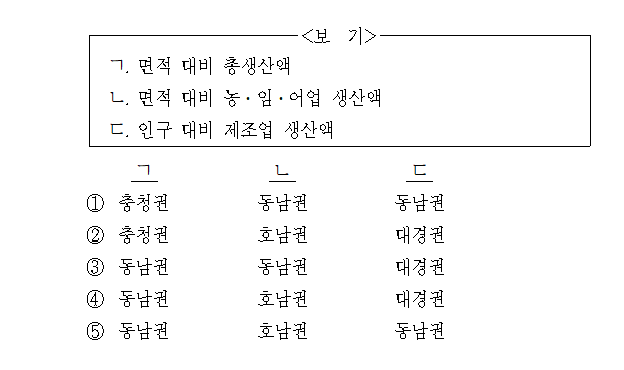 <보 기>
ㄱ. 면적 대비 총생산액
ㄴ. 면적 대비 농·임·어업 생산액
ㄷ. 인구 대비 제조업 생산액
ㄱ ㄴ ㄷ
① 충청권 동남권 동남권
② 충청권 호남권 대경권
③ 동남권 동남권 대경권
④ 동남권 호남권 대경권
⑤ 동남권 호남권 동남권